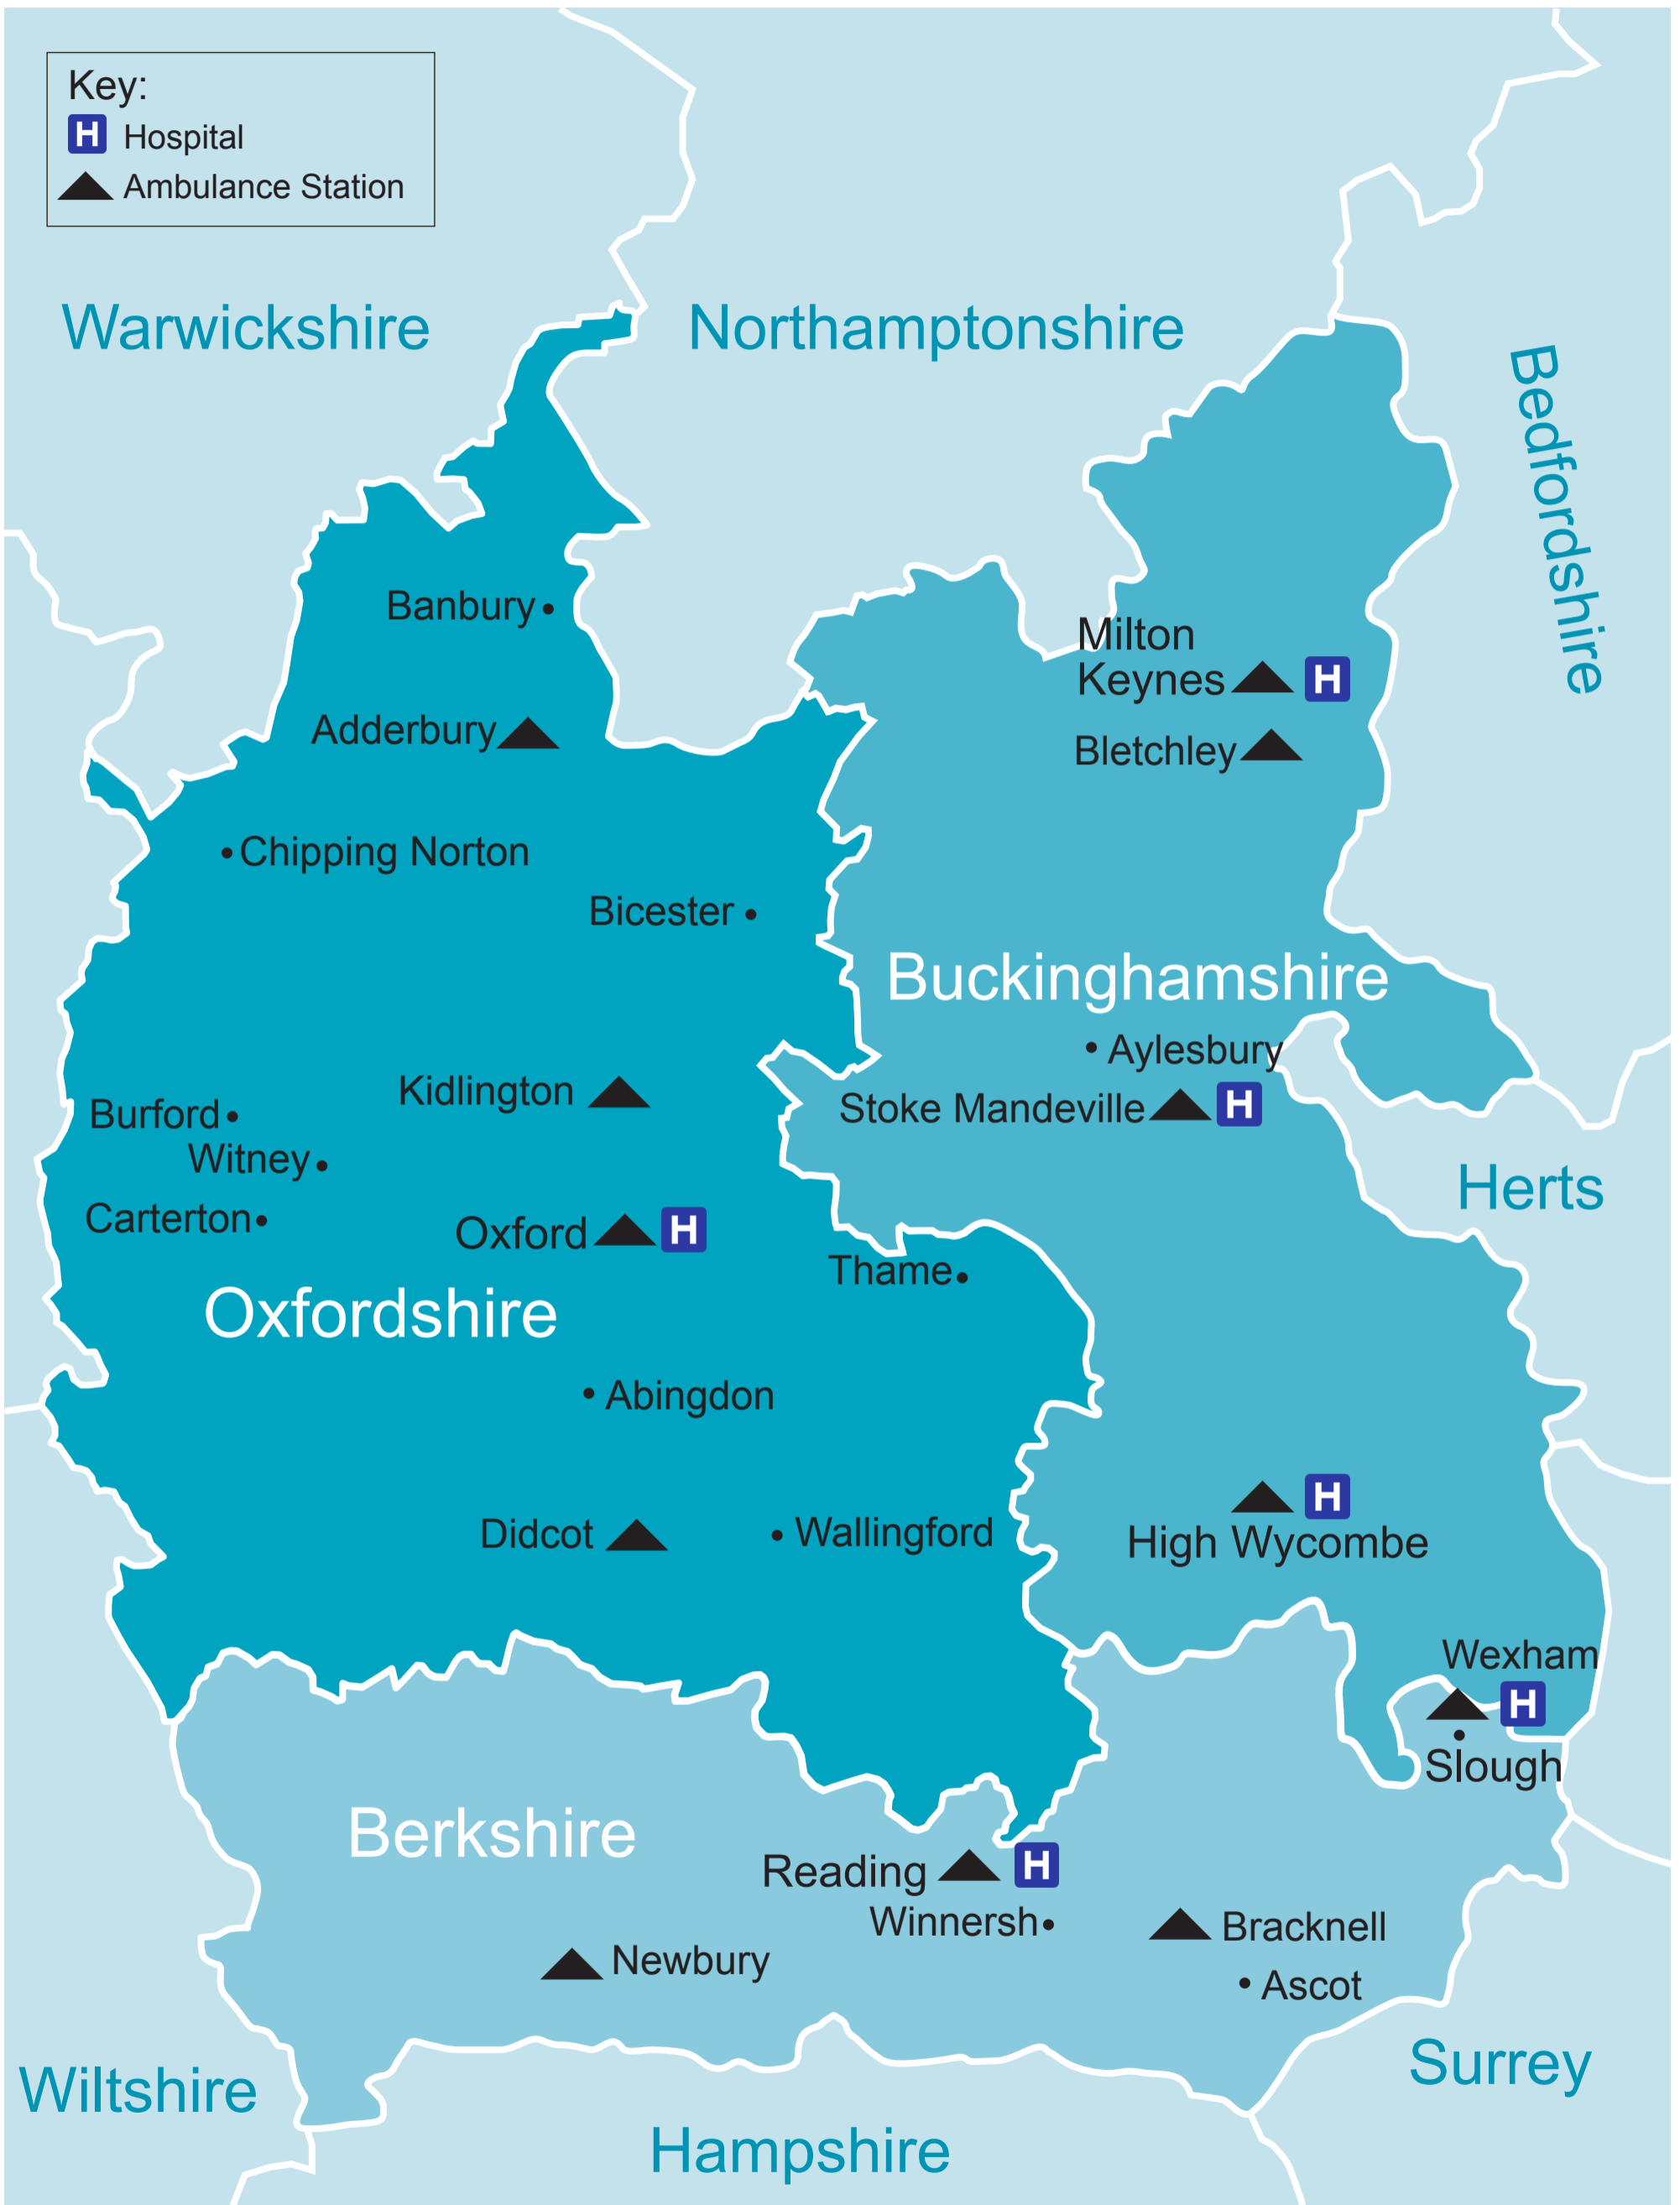 Key:
H Hospital
Ambulance Station
Warwickshire
Northamptonshire
Bedfordshire
Banbury
Milton
Keynes H
Adderbury
Bletchley
Chipping Norton
Bicester
Buckinghamshire
Aylesbury
Kidlington
Stoke Mandeville H
Burford
Witney
Herts
Carterton
Oxford H
Thame
Oxfordshire
Abingdon
H
Didcot
Wallingford
High Wycombe
Wexham
H
Slough
Berkshire
Reading H
Winnersh
Bracknell
Newbury
Ascot
Wiltshire
Surrey
Hampshire